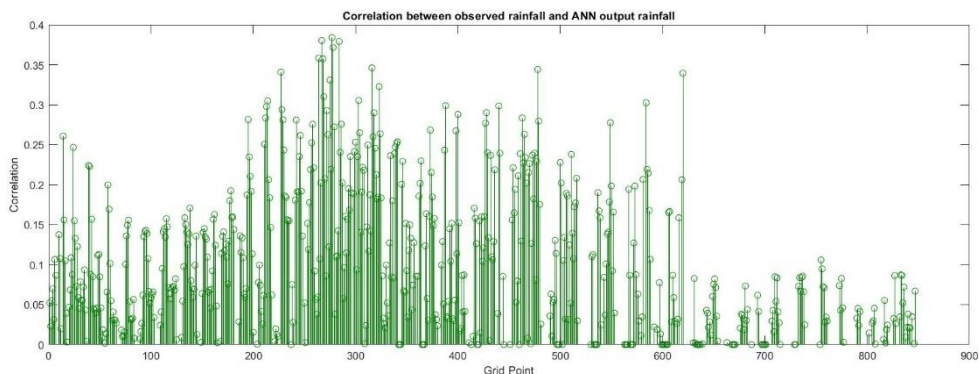 Correlation between observed rainfall and ANN output rainfall
0.4
0.35
0.3
0.25
0.2
0.15
0.1
0.05
0
Correlation
0 100 200 300 400 500 600 700 800 900
Grid Point